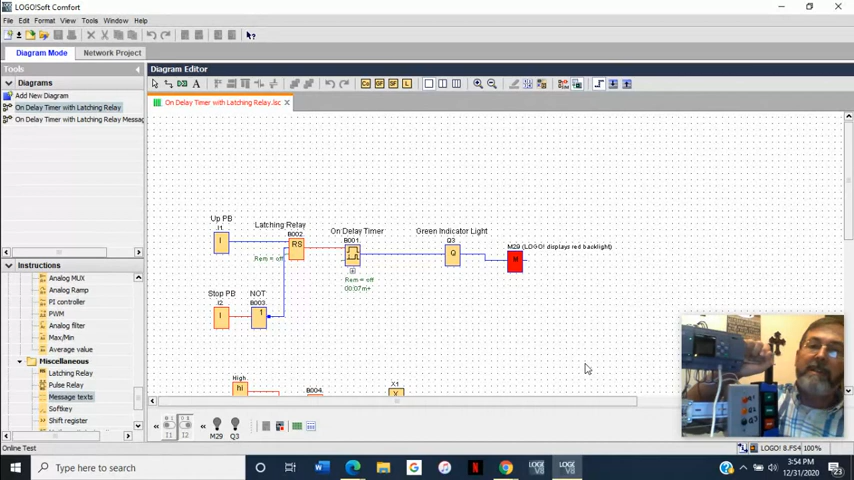 LOGO!Soft Comfort
File Edit Format View Tools Window Help
Diagram Mode Network Project
Tools
Diagram Editor
Diagrams
Add New Diagram
On Delay Timer with Latching Relay
On Delay Timer with Latching Relay Messag
Co GF SF L
On Delay Timer with Latching Relay.lsc
Up PB
I1
I
Latching Relay
B002
RS
Rem = off
On Delay Timer
B001
Rem = off
00:07m+
Green Indicator Light
Q3
Q
M29 (LOGO! displays red backlight)
M
Stop PB
I2
I
NOT
B003
1
High
hi
B004
X1
X
Instructions
Analog MUX
Analog Ramp
PI controller
PWM
Analog filter
Max/Min
Average value
Miscellaneous
Latching Relay
Pulse Relay
Message texts
Softkey
Shift register
I1 I2 M29 Q3
Online Test
LOGO! 8.FS4 100%
Type here to search
3:54 PM
12/31/2020
23